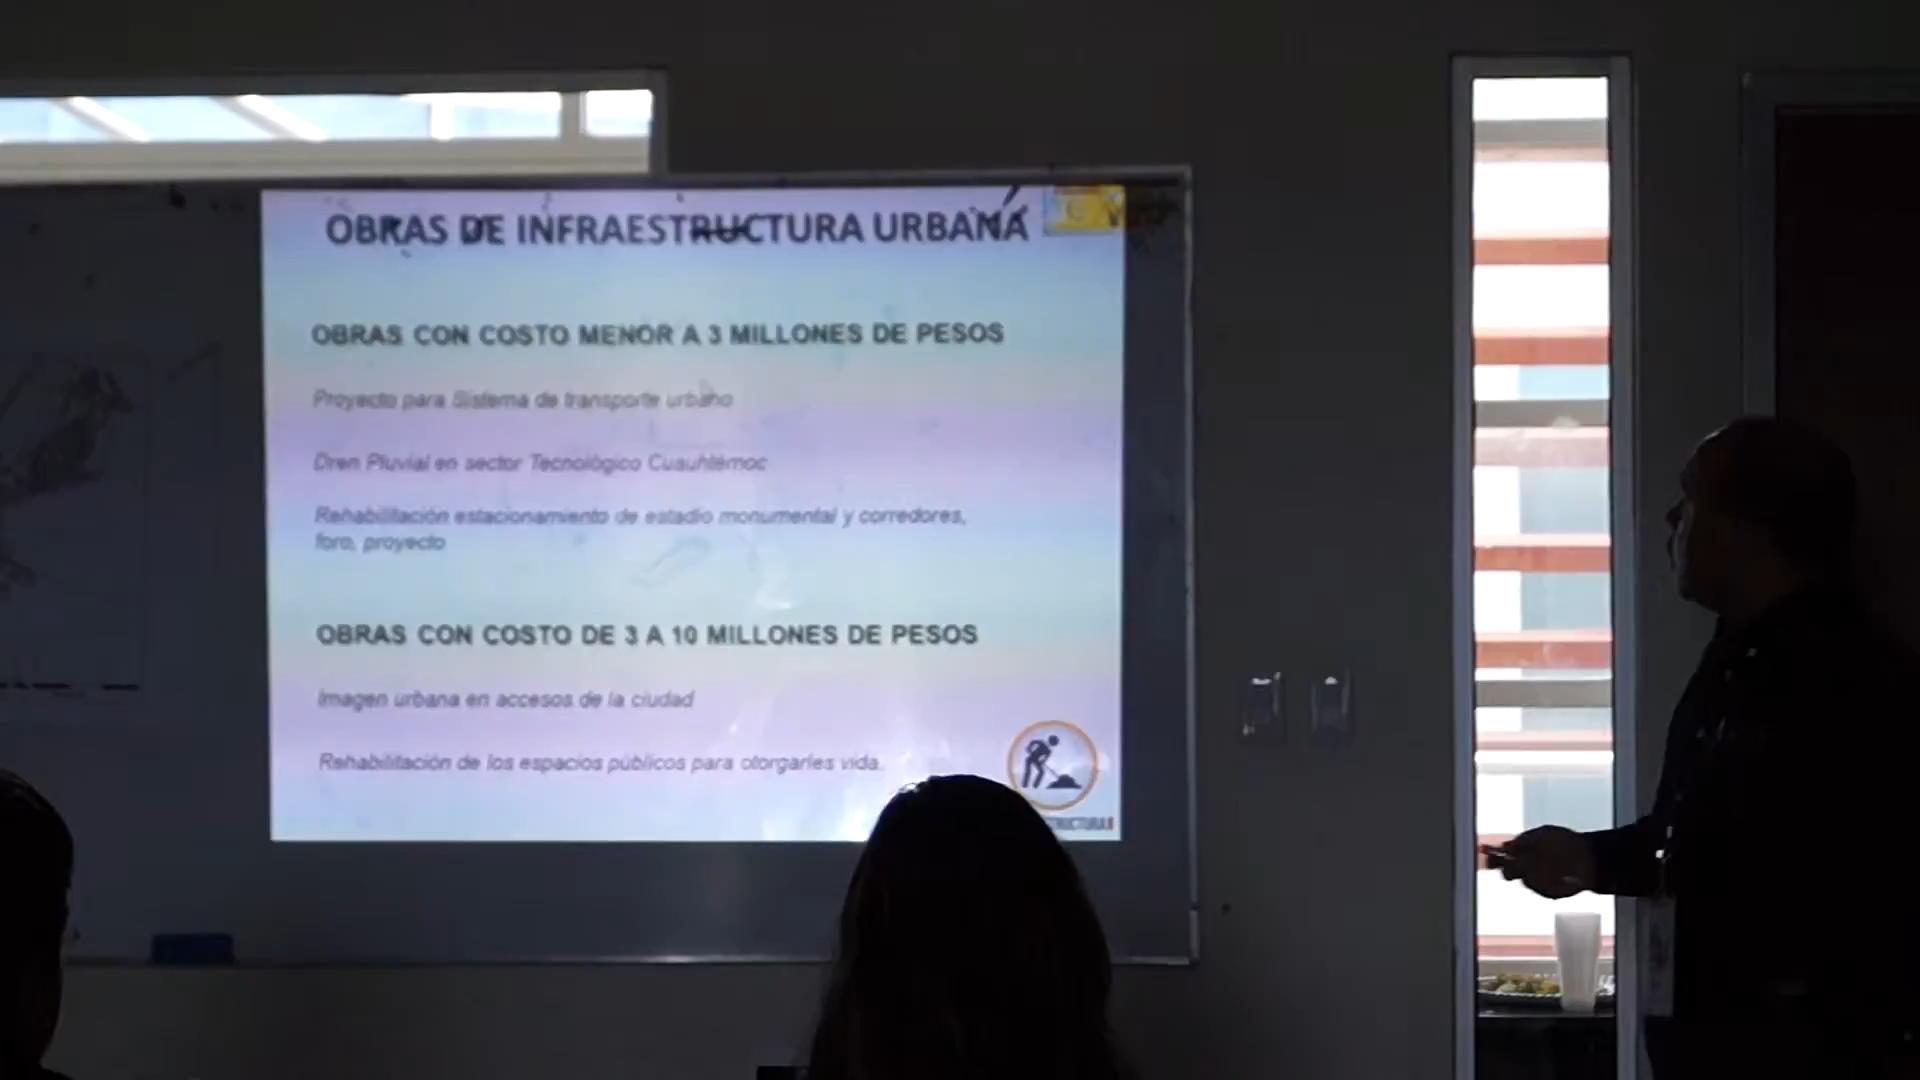 OBRAS DE INFRAESTRUCTURA URBANA
OBRAS CON COSTO MENOR A 3 MILLONES DE PESOS
Proyecto para Sistema de transporte urbano
Dren Pluvial en sector Tecnológico Cuauhtémoc
Rehabilitación estacionamiento de estadio monumental y corredores,
foro, proyecto
OBRAS CON COSTO DE 3 A 10 MILLONES DE PESOS
Imagen urbana en accesos de la ciudad
Rehabilitación de los espacios públicos para otorgarles vida.